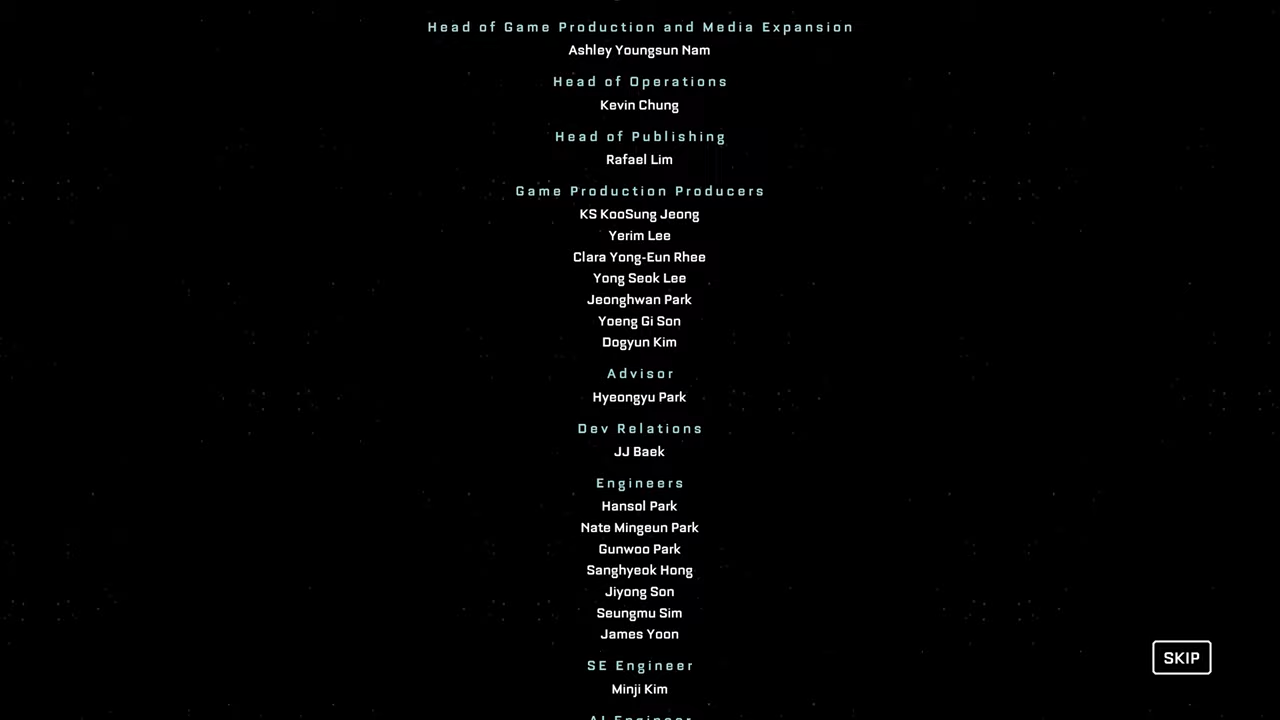 Head of Game Production and Media Expansion
Ashley Youngsun Nam
Head of Operations
Kevin Chung
Head of Publishing
Rafael Lim
Game Production Producers
KS KooSung Jeong
Yerim Lee
Clara Yong-Eun Rhee
Yong Seok Lee
Jeonghwan Park
Yoeng Gi Son
Dogyun Kim
Advisor
Hyeongyu Park
Dev Relations
JJ Baek
Engineers
Hansol Park
Nate Mingeun Park
Gunwoo Park
Sanghyeok Hong
Jiyong Son
Seungmu Sim
James Yoon
SE Engineer
Minji Kim
AI Engineer
SKIP